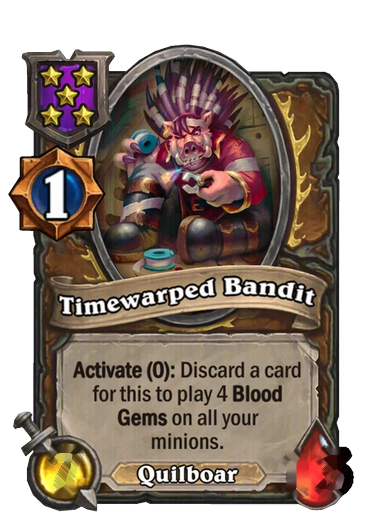 1
Timewarped Bandit
Activate (0): Discard a card
for this to play 4 Blood
Gems on all your
minions.
Quilboar